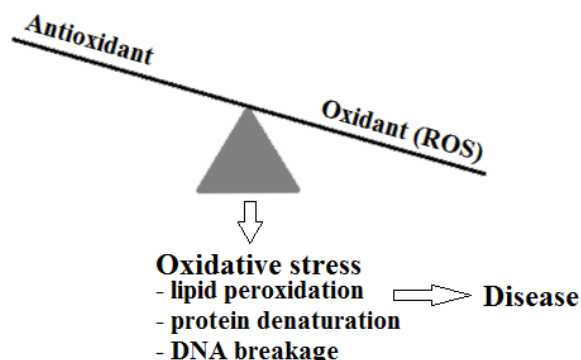 Antioxidant
Oxidant (ROS)
Oxidative stress
- lipid peroxidation
Disease
- protein denaturation
- DNA breakage